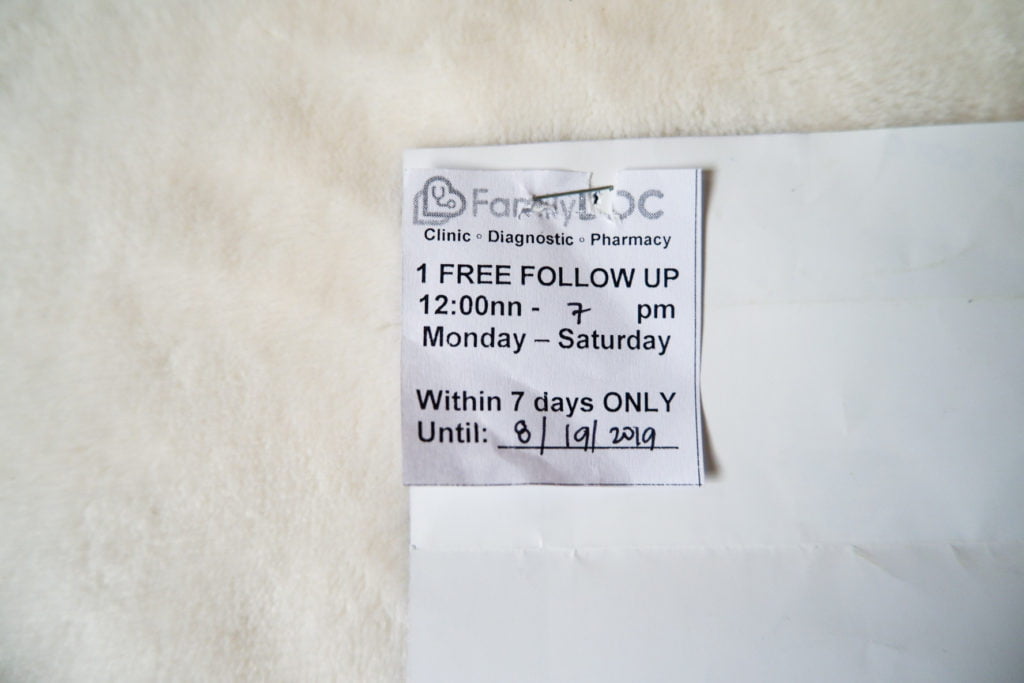 FamilyDOC
Clinic ◦ Diagnostic ◦ Pharmacy
1 FREE FOLLOW UP
12:00nn - 7 pm
Monday – Saturday
Within 7 days ONLY
Until: 8/19/2019